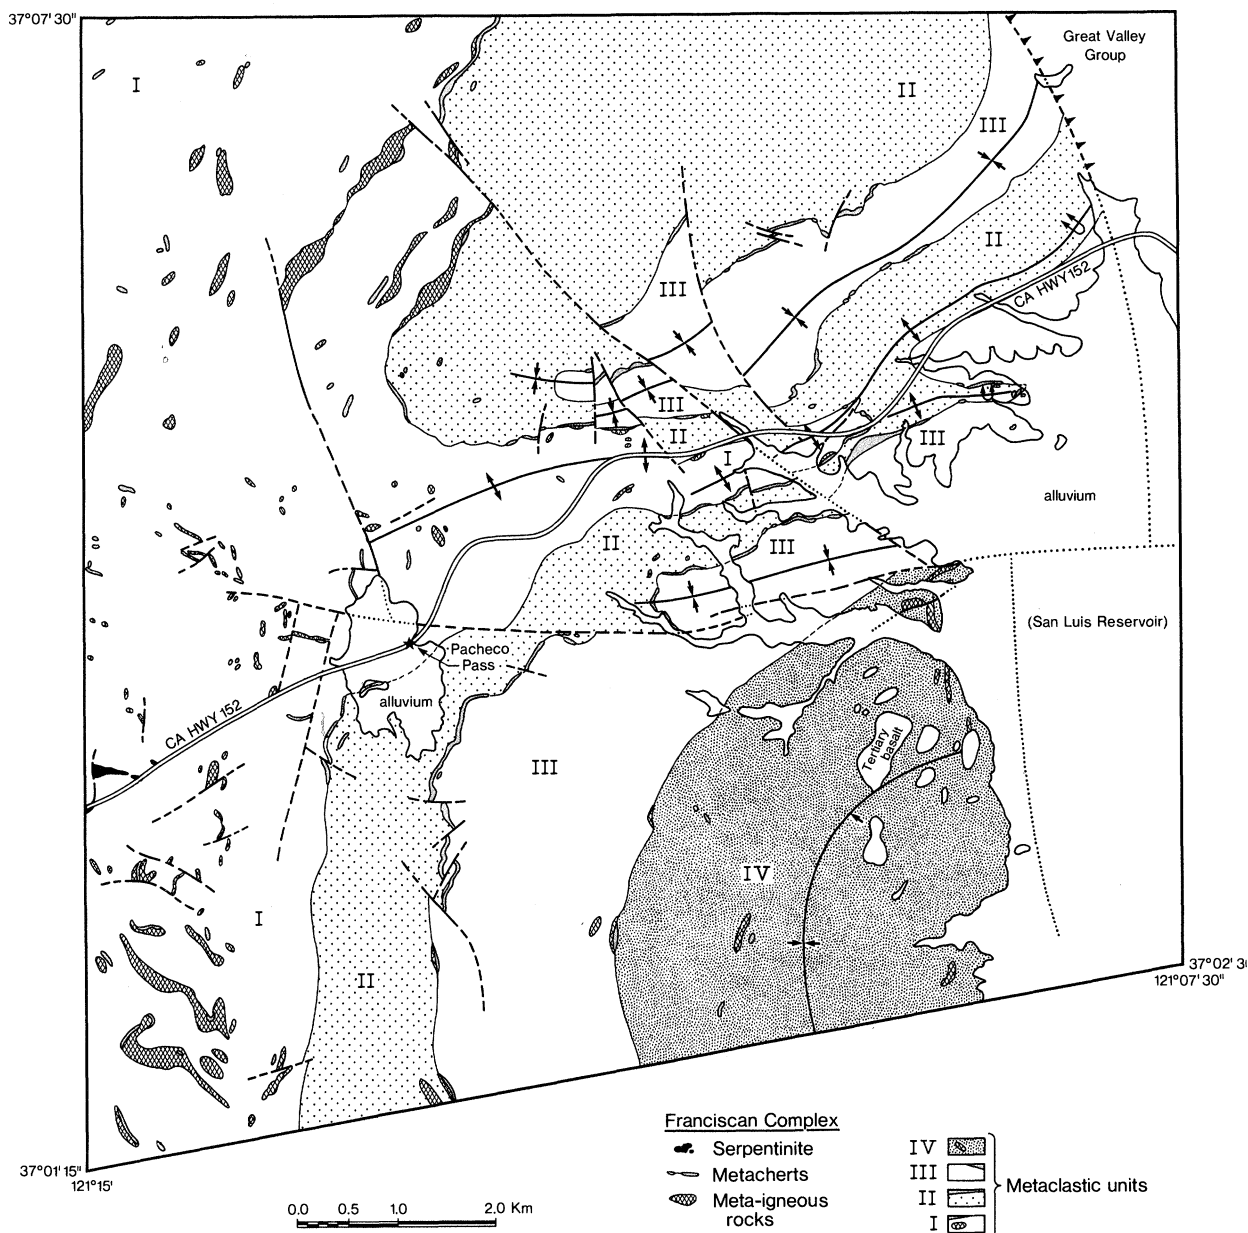 37°07'30"
Great Valley
Group
I
II
III
II
CA HWY 152
III
III
II
I
III
alluvium
II
III
(San Luis Reservoir)
Pacheco
Pass
alluvium
CA HWY 152
Tertiary
basalt
III
IV
I
II
37°02' 30
121°07'30"
37°01'15"
121°15'
0.0 0.5 1.0 2.0 Km
Franciscan Complex
Serpentinite
Metacherts
Meta-igneous
rocks
IV
III
II
I
Metaclastic units